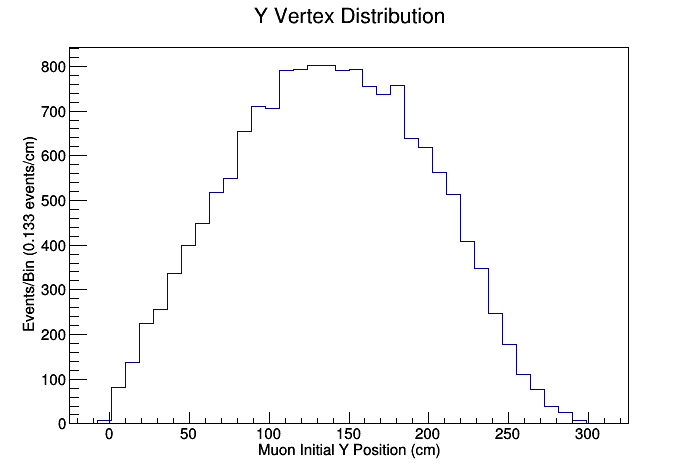 Y Vertex Distribution
Events/Bin (0.133 events/cm)
800
700
600
500
400
300
200
100
0
0 50 100 150 200 250 300
Muon Initial Y Position (cm)